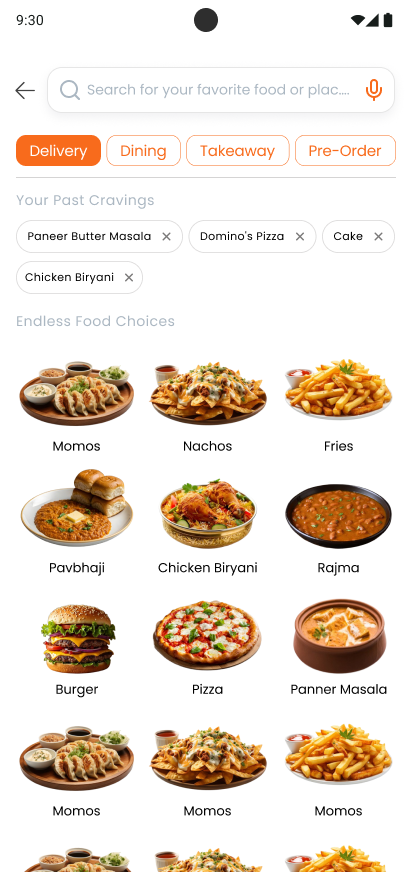 9:30
Search for your favorite food or plac....
Delivery Dining Takeaway Pre-Order
Your Past Cravings
Paneer Butter Masala Domino's Pizza Cake
Chicken Biryani
Endless Food Choices
Momos Nachos Fries
Pavbhaji Chicken Biryani Rajma
Burger Pizza Panner Masala
Momos Momos Momos